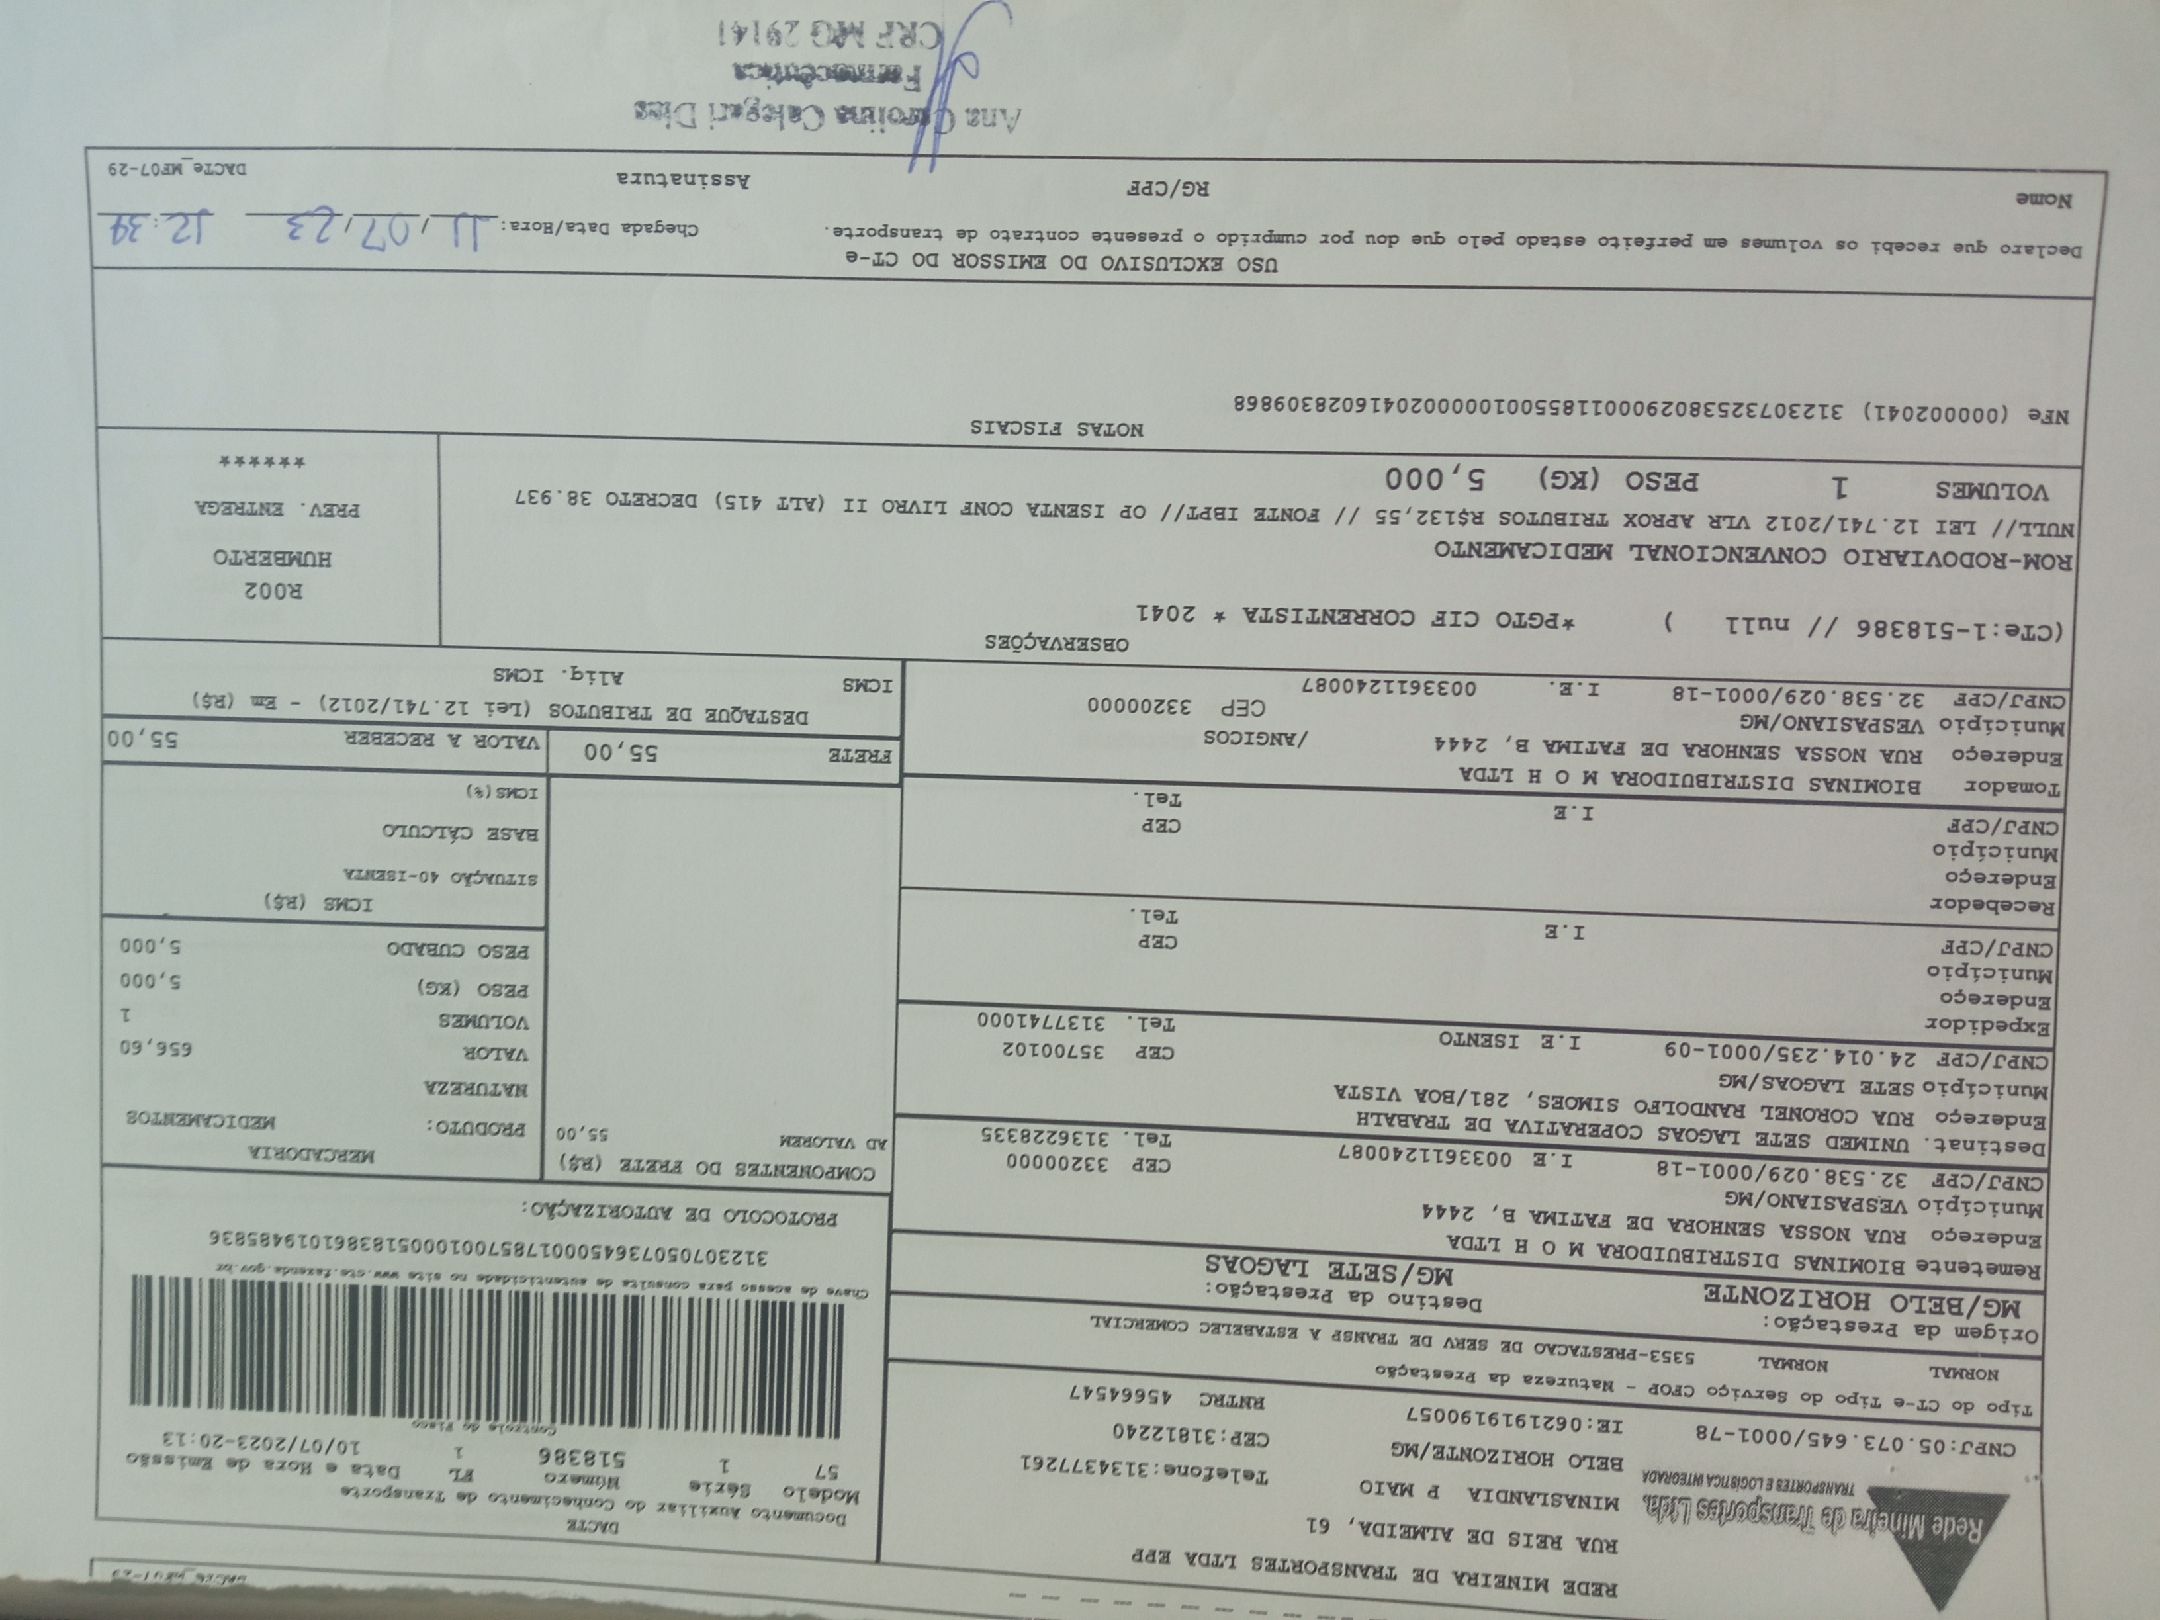 REDE MINEIRA DE TRANSPORTES LTDA EPP
RUA REIS DE ALMEIDA, 61
MINASLANDIA P MAIO Telefone:313437​7261
BELO HORIZONTE/MG CEP:31812240
Rede Mineira de Transportes Ltda.
TRANSPORTES E LOGÍSTICA INTEGRADA
CNPJ:05.073.645/0001-78 IE:0621919190057 RNTRC 45664547
DACTE
Documento Auxiliar do Conhecimento de Transporte
Modelo Série Número FL Data e Hora de Emissão
57 1 518386 1 10/07/2023-20:13
Controle do Fisco
Chave de acesso para consulta de autenticidade no site www.cte.fazenda.gov.br
31230705073645000178570010005183861019485836
PROTOCOLO DE AUTORIZAÇÃO:
Tipo do CT-e Tipo do Serviço CFOP - Natureza da Prestação
NORMAL NORMAL 5353-PRESTACAO DE SERV DE TRANSP A ESTABELEC COMERCIAL
Origem da Prestação: Destino da Prestação:
MG/BELO HORIZONTE MG/SETE LAGOAS
Remetente BIOMINAS DISTRIBUIDORA M O H LTDA
Endereço RUA NOSSA SENHORA DE FATIMA B, 2444
Município VESPASIANO/MG CEP 33200000
CNPJ/CPF 32.538.029/0001-18 I.E 0033611240087 Tel. 3136228335
Destinat. UNIMED SETE LAGOAS COPERATIVA DE TRABALH
Endereço RUA CORONEL RANDOLFO SIMOES, 281/BOA VISTA
Município SETE LAGOAS/MG CEP 35700102
CNPJ/CPF 24.014.235/0001-09 I.E ISENTO Tel. 3137741000
Expedidor
Endereço
Município CEP
CNPJ/CPF I.E Tel.
Recebedor
Endereço
Município CEP
CNPJ/CPF I.E Tel.
Tomador BIOMINAS DISTRIBUIDORA M O H LTDA
Endereço RUA NOSSA SENHORA DE FATIMA B, 2444 /ANGICOS
Município VESPASIANO/MG CEP 33200000
CNPJ/CPF 32.538.029/0001-18 I.E. 0033611240087
COMPONENTES DO FRETE (R$)
AD VALOREM 55,00
MERCADORIA
PRODUTO: MEDICAMENTOS
NATUREZA
VALOR 656,60
VOLUMES 1
PESO (KG) 5,000
PESO CUBADO 5,000
ICMS (R$)
SITUAÇÃO 40-ISENTA
BASE CÁLCULO
ICMS(%)
FRETE 55,00 VALOR A RECEBER 55,00
DESTAQUE DE TRIBUTOS (Lei 12.741/2012) - Em (R$)
ICMS Aliq. ICMS
OBSERVAÇÕES
(CTe:1-518386 // null ) *PGTO CIF CORRENTISTA * 2041
ROM-RODOVIARIO CONVENCIONAL MEDICAMENTO
NULL// LEI 12.741/2012 VLR APROX TRIBUTOS R$132,55 // FONTE IBPT// OP ISENTA CONF LIVRO II (ALT 415) DECRETO 38.937
VOLUMES 1 PESO (KG) 5,000
R002
HUMBERTO
PREV. ENTREGA
******
NOTAS FISCAIS
NFe (00002041) 31230732538029000118550010000020416028309868
USO EXCLUSIVO DO EMISSOR DO CT-e
Declaro que recebi os volumes em perfeito estado pelo que dou por cumprido o presente contrato de transporte. Chegada Data/Hora: 11/07/23 12:34
Nome RG/CPF Assinatura DACTe_MF07-29
Ana Carolina Calegari Dias
Farmacêutica
CRF MG 29141